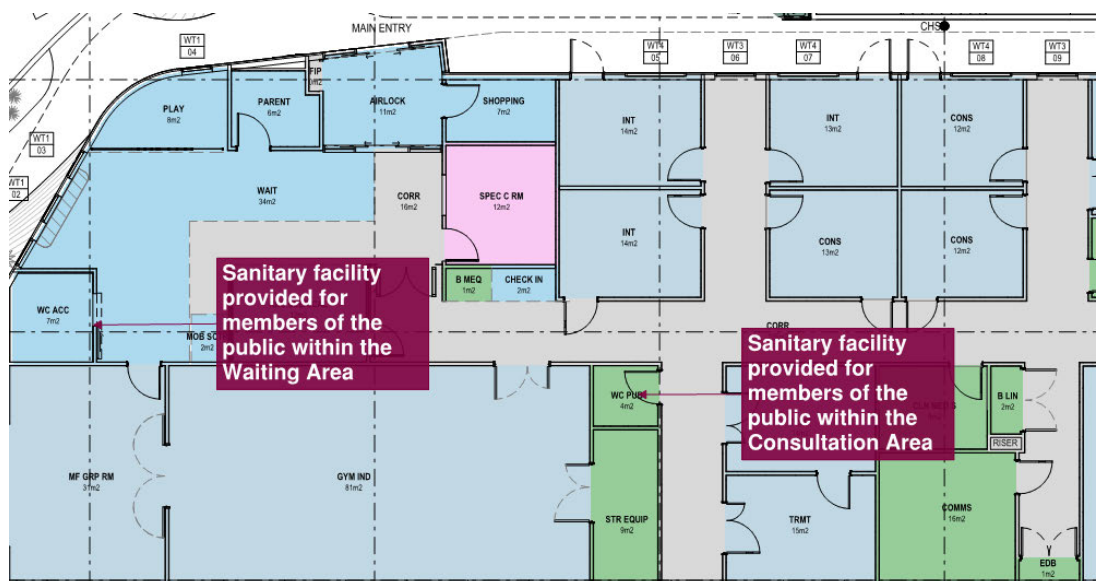 MAIN ENTRY
CHS
WT1
04
WT4
05
WT3
06
WT4
07
WT4
08
WT3
09
WT1
03
WT1
02
FIP
PLAY
8m2
PARENT
6m2
AIRLOCK
11m2
SHOPPING
7m2
INT
14m2
INT
13m2
CONS
12m2
WAIT
34m2
CORR
16m2
SPEC C RM
12m2
INT
14m2
CONS
13m2
CONS
12m2
B MEQ
1m2
CHECK IN
2m2
WC ACC
7m2
MOB SC
2m2
Sanitary facility
provided for
members of the
public within the
Waiting Area
CORR
Sanitary facility
provided for
members of the
public within the
Consultation Area
WC PUB
4m2
B LIN
2m2
RISER
MF GRP RM
31m2
GYM IND
81m2
STR EQUIP
9m2
TRMT
15m2
COMMS
16m2
EDB
1m2